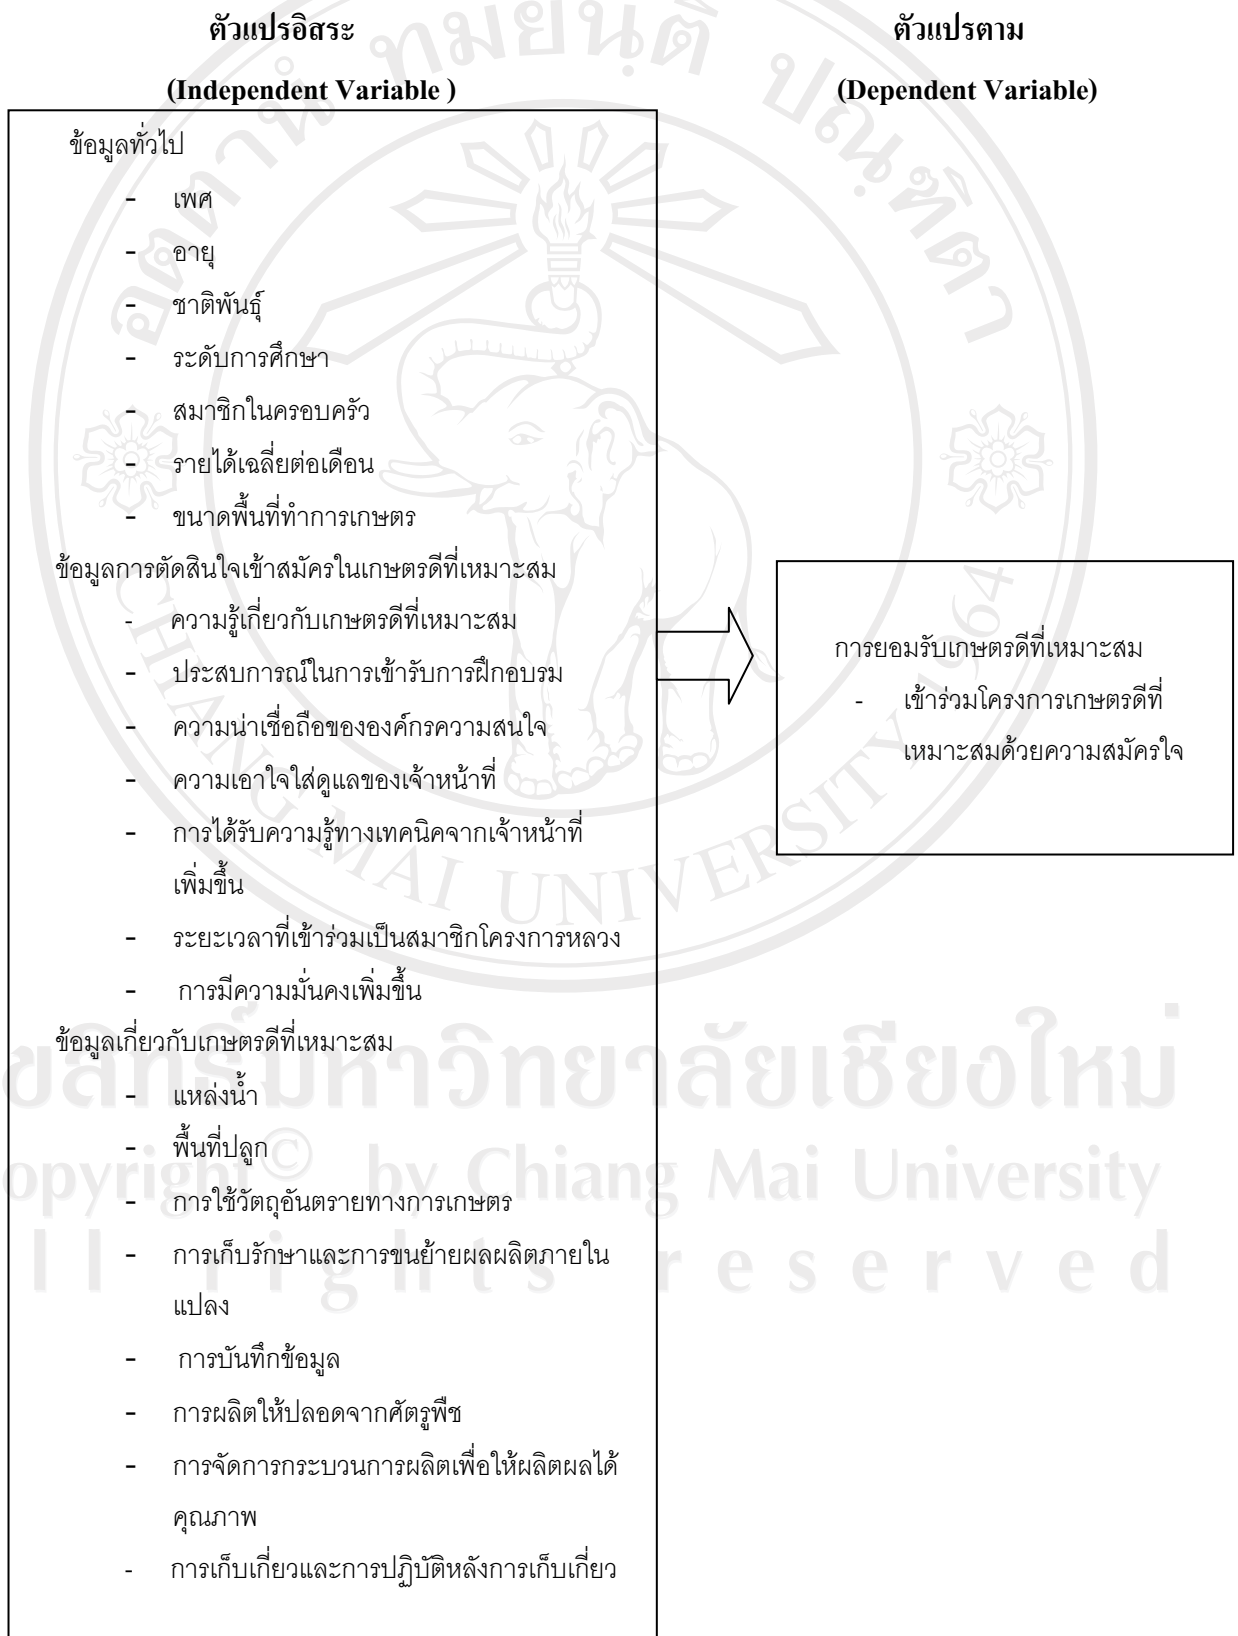 ตัวแปรอิสระ
(Independent Variable )
ข้อมูลทั่วไป
- เพศ
- อายุ
- ชาติพันธุ์
- ระดับการศึกษา
- สมาชิกในครอบครัว
- รายได้เฉลี่ยต่อเดือน
- ขนาดพื้นที่ทำการเกษตร
ข้อมูลการตัดสินใจเข้าสมัครในเกษตรดีที่เหมาะสม
- ความรู้เกี่ยวกับเกษตรดีที่เหมาะสม
- ประสบการณ์ในการเข้ารับการฝึกอบรม
- ความน่าเชื่อถือขององค์กรความสนใจ
- ความเอาใจใส่ดูแลของเจ้าหน้าที่
- การได้รับความรู้ทางเทคนิคจากเจ้าหน้าที่
เพิ่มขึ้น
- ระยะเวลาที่เข้าร่วมเป็นสมาชิกโครงการหลวง
- การมีความมั่นคงเพิ่มขึ้น
ข้อมูลเกี่ยวกับเกษตรดีที่เหมาะสม
- แหล่งน้ำ
- พื้นที่ปลูก
- การใช้วัตถุอันตรายทางการเกษตร
- การเก็บรักษาและการขนย้ายผลผลิตภายใน
แปลง
- การบันทึกข้อมูล
- การผลิตให้ปลอดจากศัตรูพืช
- การจัดการกระบวนการผลิตเพื่อให้ผลิตผลได้
คุณภาพ
- การเก็บเกี่ยวและการปฏิบัติหลังการเก็บเกี่ยว
ตัวแปรตาม
(Dependent Variable)
การยอมรับเกษตรดีที่เหมาะสม
- เข้าร่วมโครงการเกษตรดีที่
เหมาะสมด้วยความสมัครใจ
อตฺตานํ ทมยนฺติ ปณฺฑิตา
CHIANG MAI UNIVERSITY 1964
ขสิทธิ์มหาวิทยาลัยเชียงใหม่
opyright© by Chiang Mai University
ll rights reserved